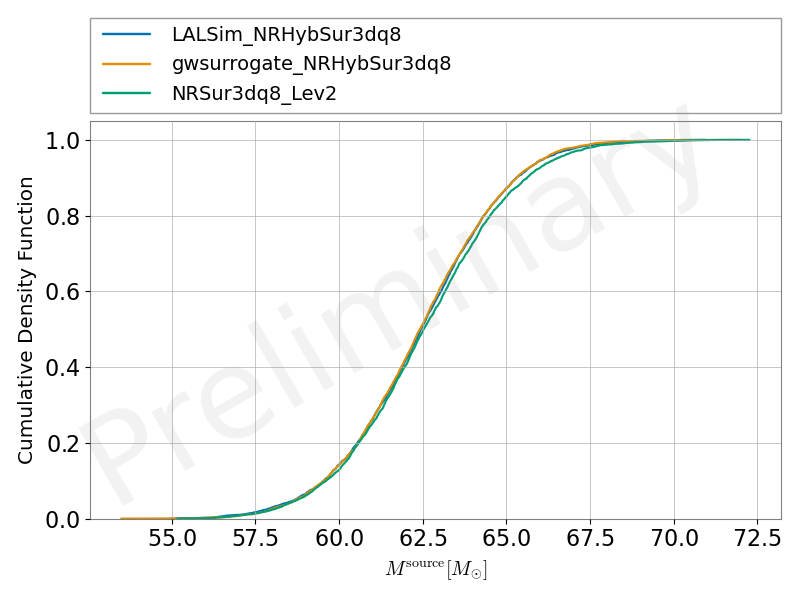 LALSim_NRHybSur3dq8
gwsurrogate_NRHybSur3dq8
NRSur3dq8_Lev2
1.0
0.8
0.6
0.4
0.2
0.0
Cumulative Density Function
Preliminary
55.0 57.5 60.0 62.5 65.0 67.5 70.0 72.5
M^source [M_⊙]